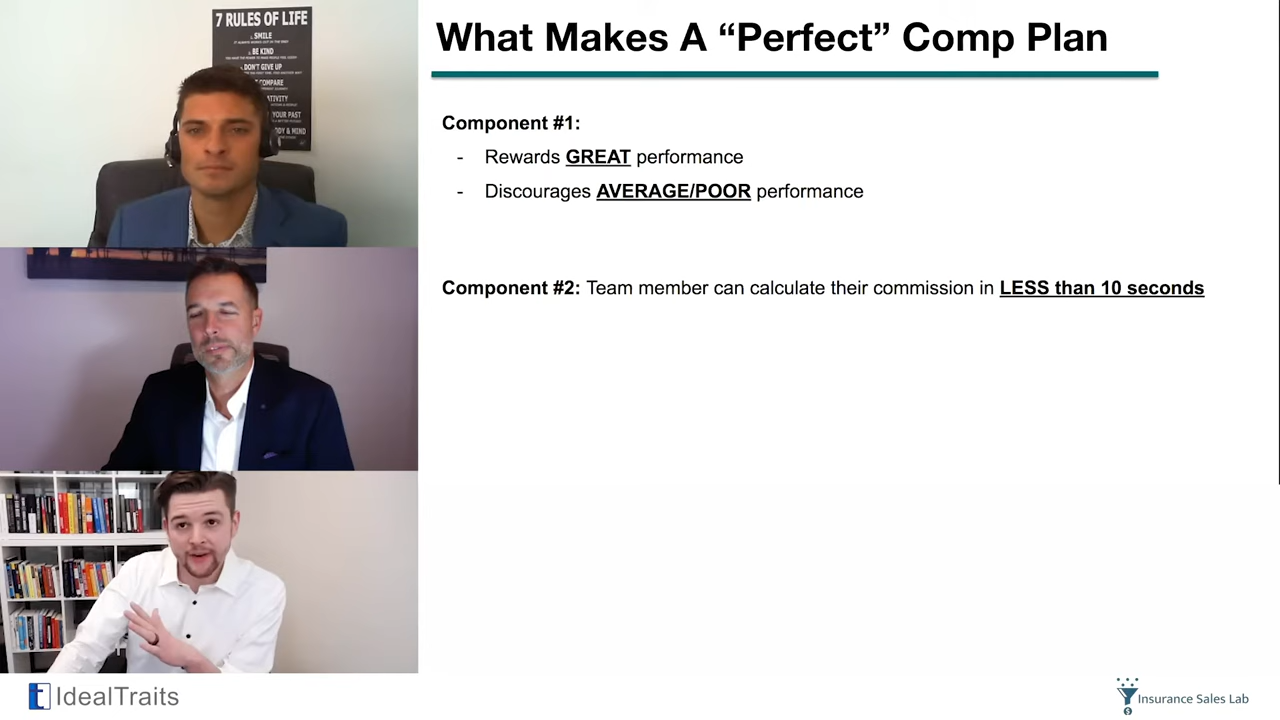 7 RULES OF LIFE
1. SMILE
BE KIND
DON'T GIVE UP
COMPARE
YOUR PAST
& MIND
What Makes A “Perfect” Comp Plan
Component #1:
- Rewards GREAT performance
- Discourages AVERAGE/POOR performance
Component #2: Team member can calculate their commission in LESS than 10 seconds
IdealTraits
Insurance Sales Lab